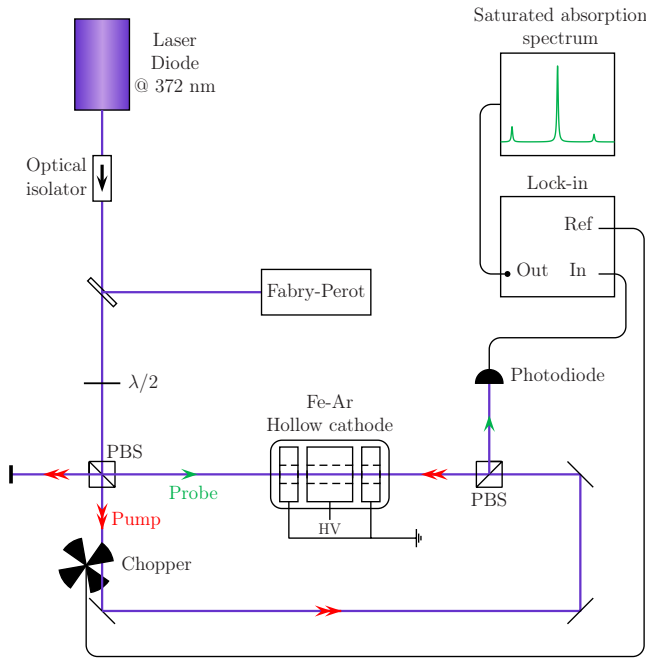 Saturated absorption
spectrum
Laser
Diode
@ 372 nm
Optical
isolator
Lock-in
Ref
Out
In
Fabry-Perot
λ/2
Photodiode
Fe-Ar
Hollow cathode
PBS
Probe
PBS
Pump
HV
Chopper